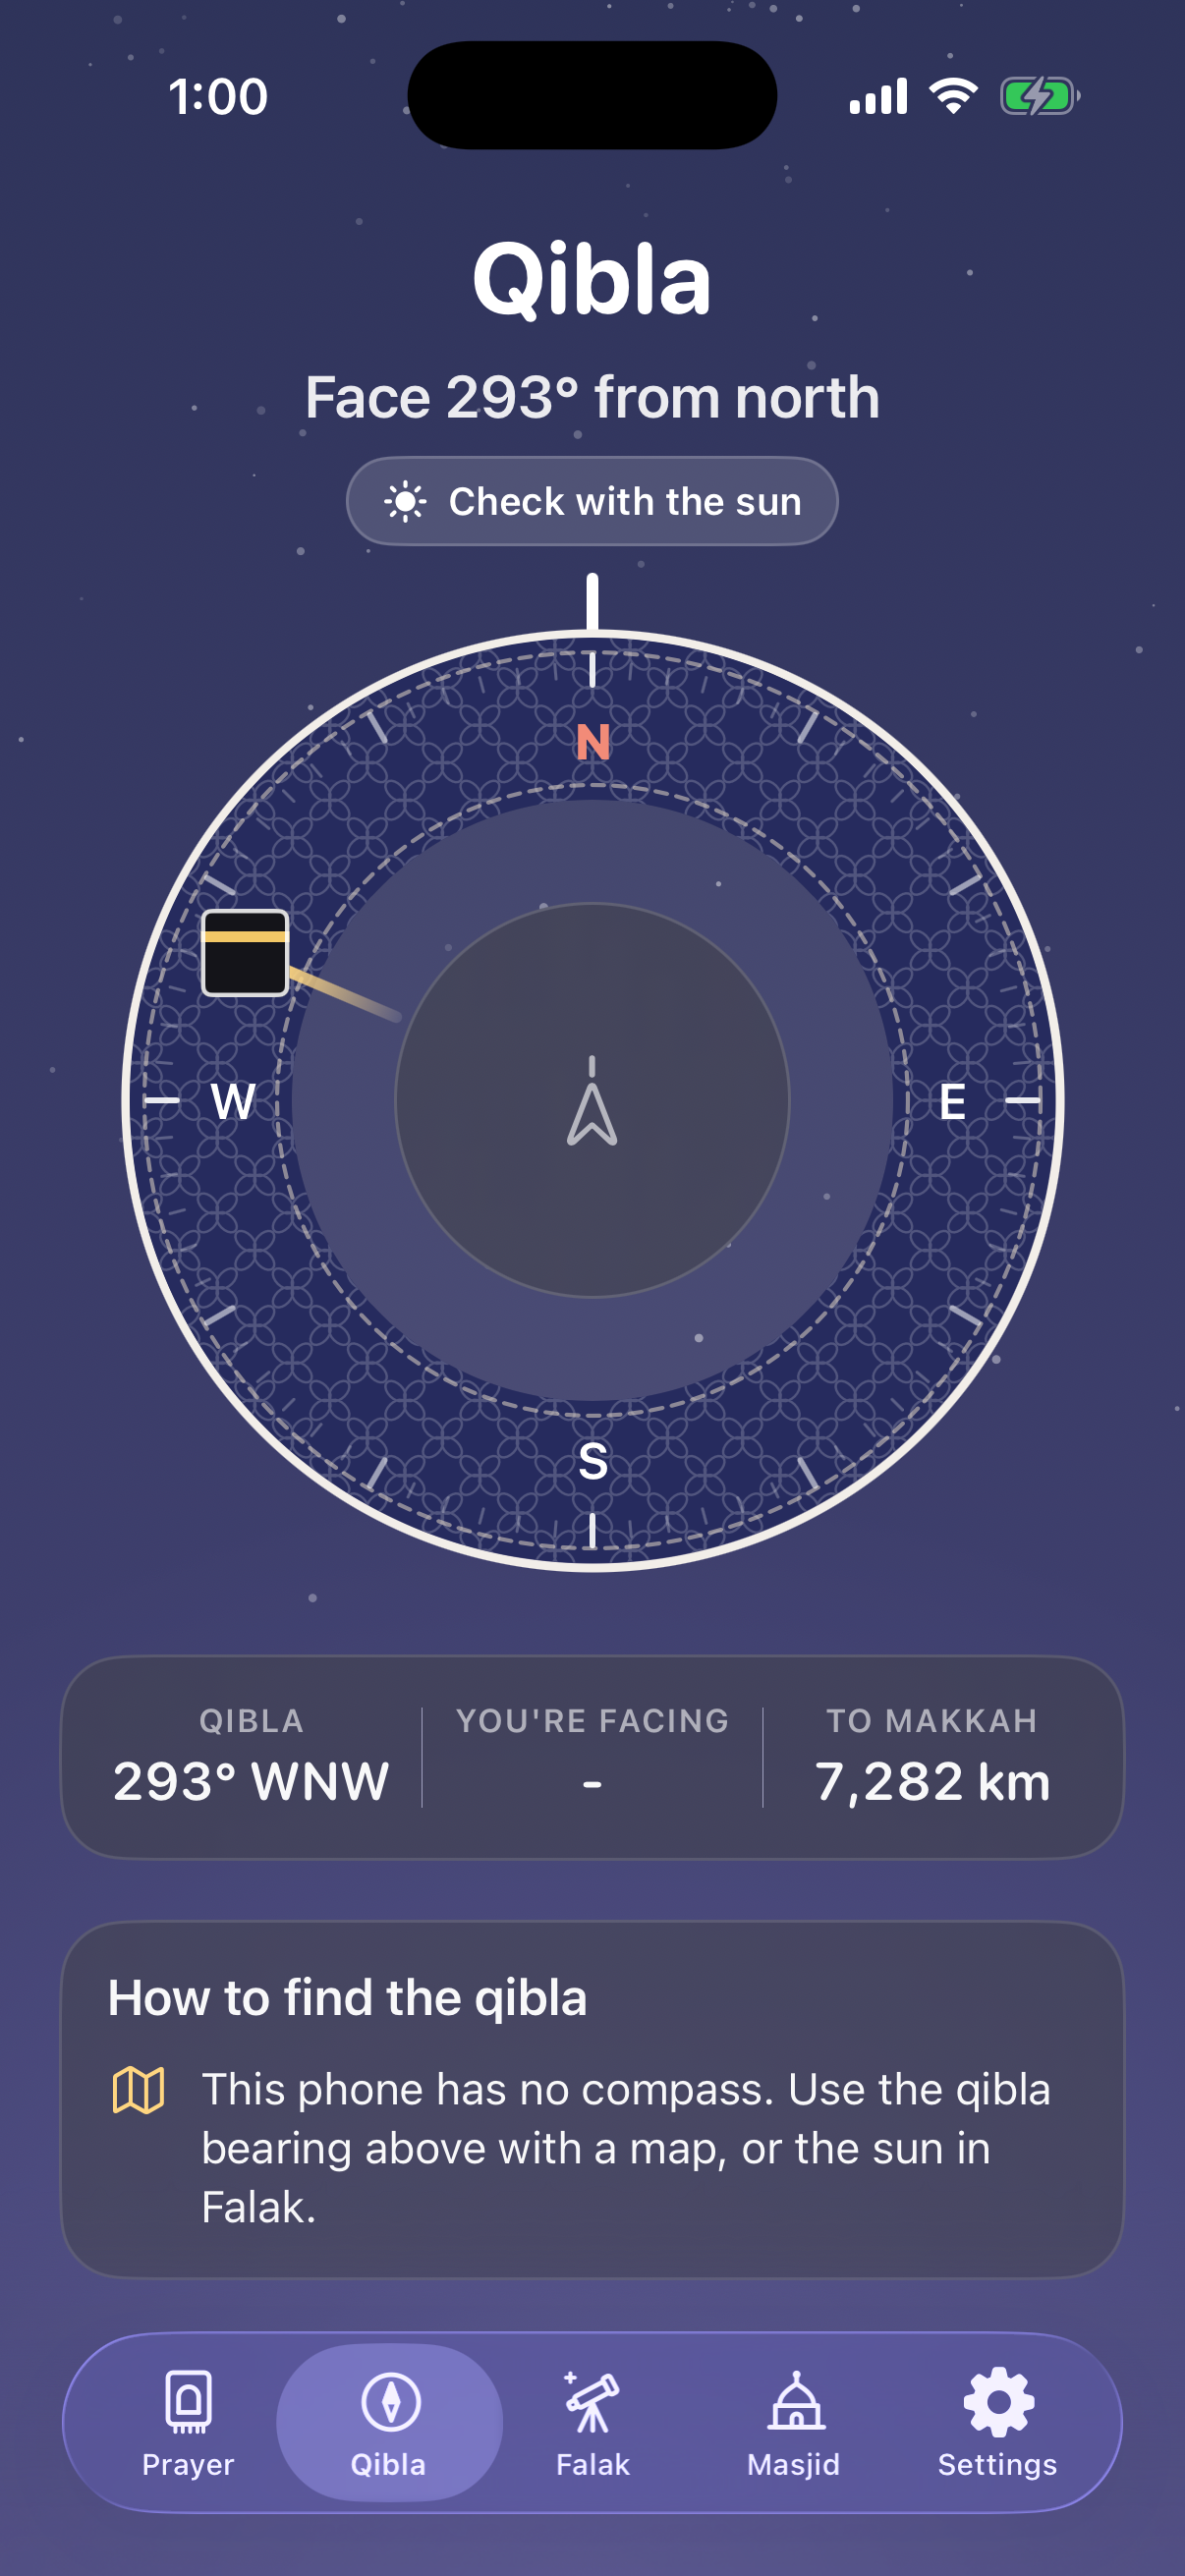 1:00
Qibla
Face 293° from north
Check with the sun
N
W
E
S
QIBLA
293° WNW
YOU'RE FACING
-
TO MAKKAH
7,282 km
How to find the qibla
This phone has no compass. Use the qibla
bearing above with a map, or the sun in
Falak.
Prayer
Qibla
Falak
Masjid
Settings